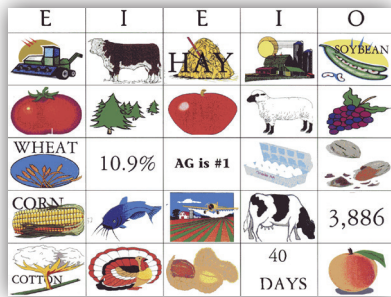 E I E I O
HAY
SOYBEAN
WHEAT
10.9%
AG is #1
CORN
3,886
COTTON
40
DAYS